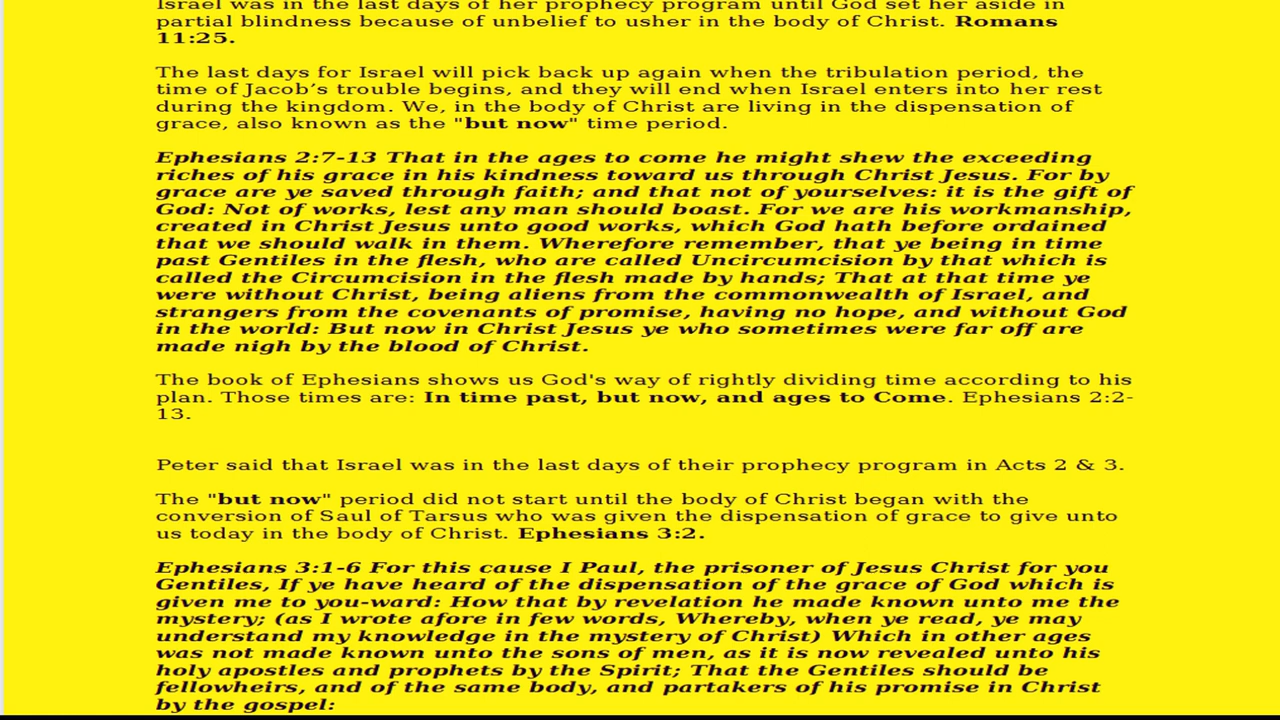 Israel was in the last days of her prophecy program until God set her aside in
partial blindness because of unbelief to usher in the body of Christ. Romans
11:25.
The last days for Israel will pick back up again when the tribulation period, the
time of Jacob’s trouble begins, and they will end when Israel enters into her rest
during the kingdom. We, in the body of Christ are living in the dispensation of
grace, also known as the "but now" time period.
Ephesians 2:7-13 That in the ages to come he might shew the exceeding
riches of his grace in his kindness toward us through Christ Jesus. For by
grace are ye saved through faith; and that not of yourselves: it is the gift of
God: Not of works, lest any man should boast. For we are his workmanship,
created in Christ Jesus unto good works, which God hath before ordained
that we should walk in them. Wherefore remember, that ye being in time
past Gentiles in the flesh, who are called Uncircumcision by that which is
called the Circumcision in the flesh made by hands; That at that time ye
were without Christ, being aliens from the commonwealth of Israel, and
strangers from the covenants of promise, having no hope, and without God
in the world: But now in Christ Jesus ye who sometimes were far off are
made nigh by the blood of Christ.
The book of Ephesians shows us God's way of rightly dividing time according to his
plan. Those times are: In time past, but now, and ages to Come. Ephesians 2:2-
13.
Peter said that Israel was in the last days of their prophecy program in Acts 2 & 3.
The "but now" period did not start until the body of Christ began with the
conversion of Saul of Tarsus who was given the dispensation of grace to give unto
us today in the body of Christ. Ephesians 3:2.
Ephesians 3:1-6 For this cause I Paul, the prisoner of Jesus Christ for you
Gentiles, If ye have heard of the dispensation of the grace of God which is
given me to you-ward: How that by revelation he made known unto me the
mystery; (as I wrote afore in few words, Whereby, when ye read, ye may
understand my knowledge in the mystery of Christ) Which in other ages
was not made known unto the sons of men, as it is now revealed unto his
holy apostles and prophets by the Spirit; That the Gentiles should be
fellowheirs, and of the same body, and partakers of his promise in Christ
by the gospel: